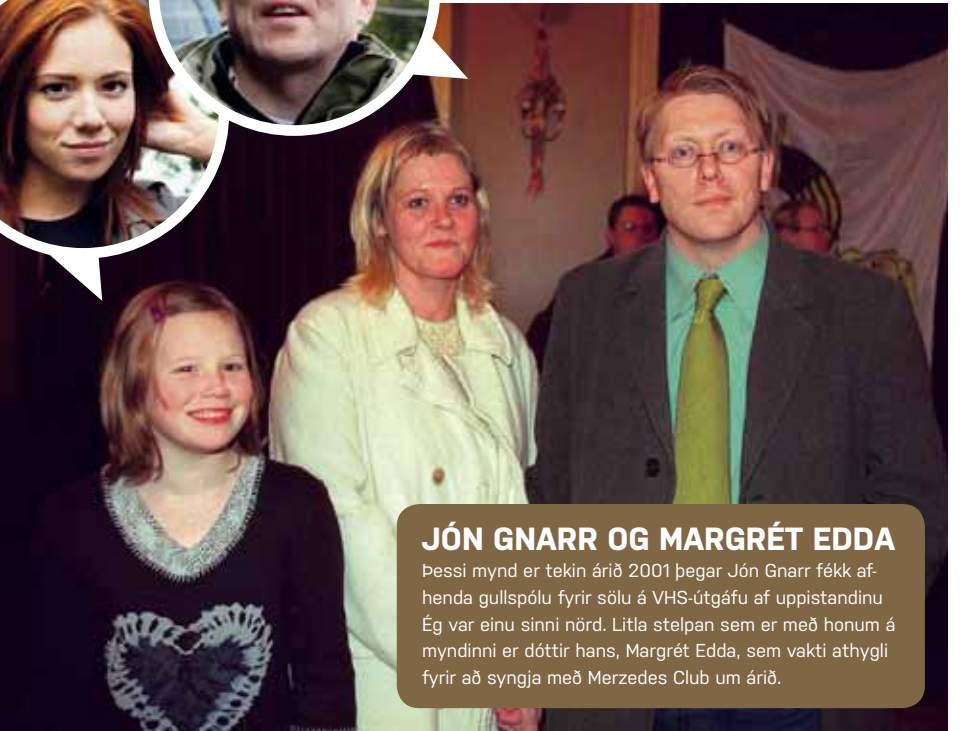 JÓN GNARR OG MARGRÉT EDDA
Þessi mynd er tekin árið 2001 þegar Jón Gnarr fékk af-
henda gullspólu fyrir sölu á VHS-útgáfu af uppistandinu
Ég var einu sinni nörd. Litla stelpan sem er með honum á
myndinni er dóttir hans, Margrét Edda, sem vakti athygli
fyrir að syngja með Merzedes Club um árið.